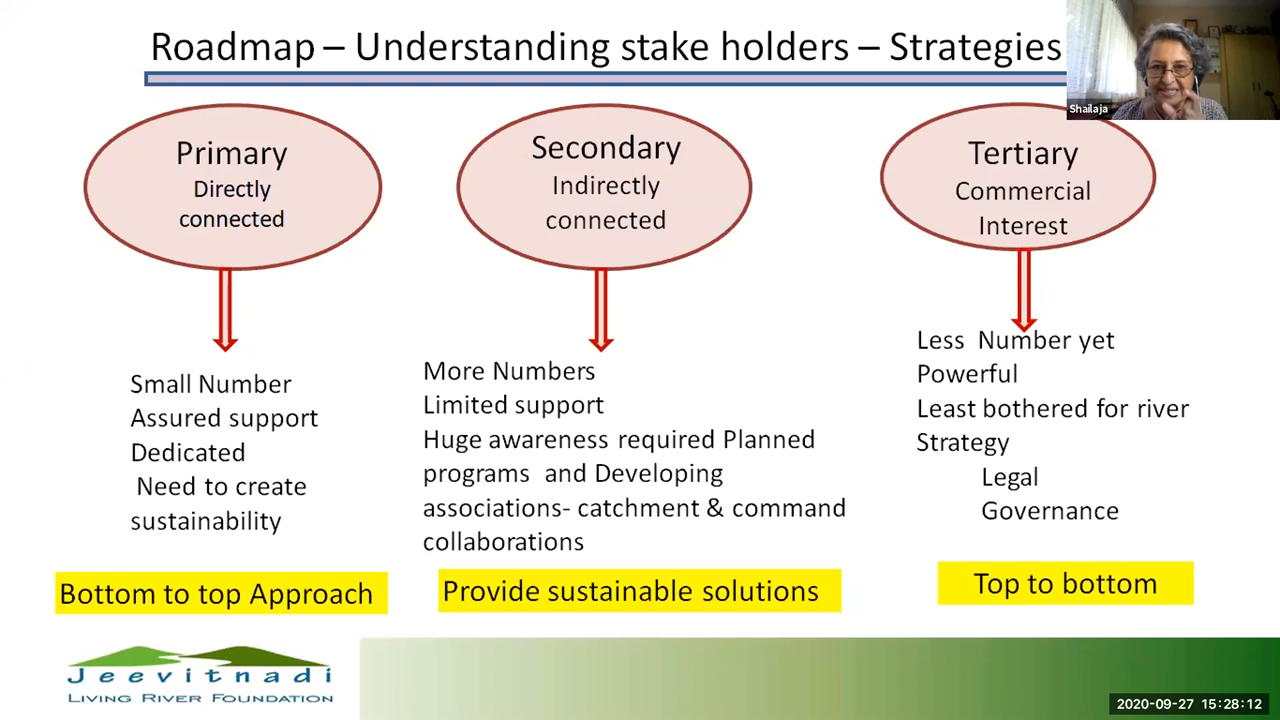 Roadmap – Understanding stake holders – Strategies
Shailaja
Primary
Directly
connected
Small Number
Assured support
Dedicated
Need to create
sustainability
Bottom to top Approach
Secondary
Indirectly
connected
More Numbers
Limited support
Huge awareness required Planned
programs and Developing
associations- catchment & command
collaborations
Provide sustainable solutions
Tertiary
Commercial
Interest
Less Number yet
Powerful
Least bothered for river
Strategy
Legal
Governance
Top to bottom
Jeevitnadi
LIVING RIVER FOUNDATION
2020-09-27 15:28:12